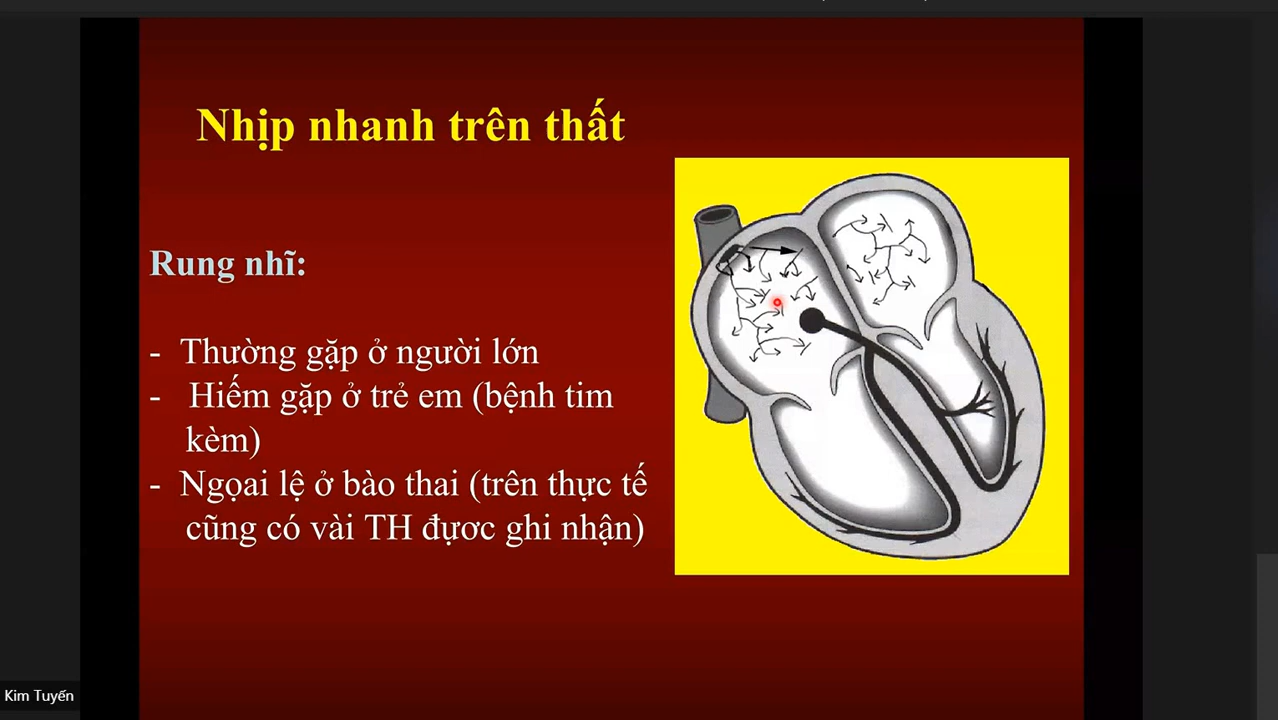 Nhịp nhanh trên thất
Rung nhĩ:
- Thường gặp ở người lớn
- Hiếm gặp ở trẻ em (bệnh tim
kèm)
- Ngọai lệ ở bào thai (trên thực tế
cũng có vài TH đựơc ghi nhận)
Kim Tuyến